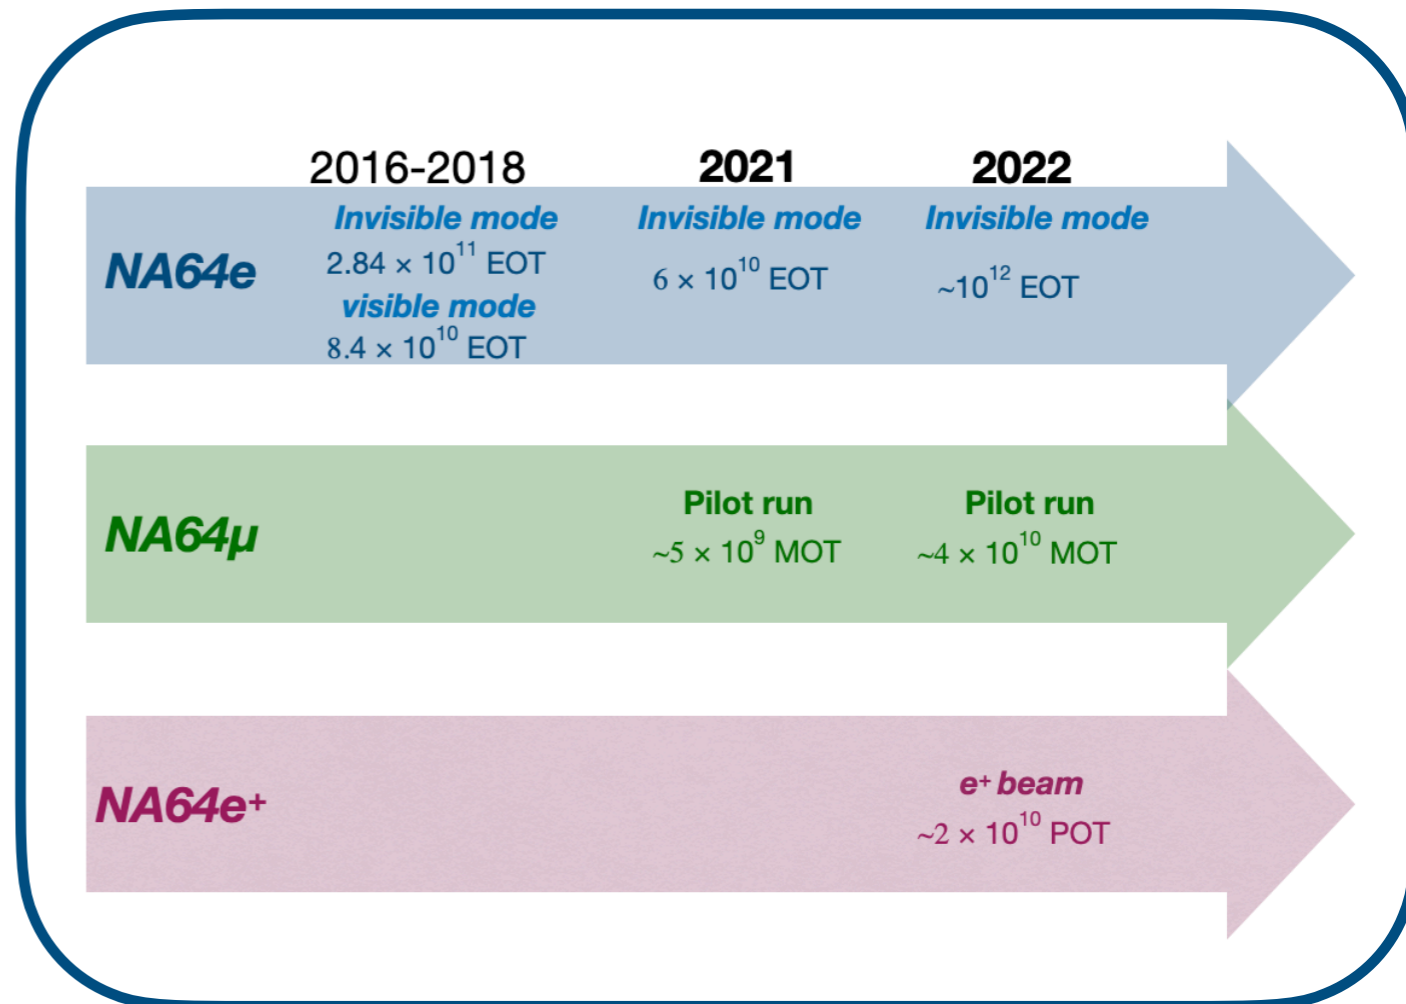 2016-2018
2021
2022
NA64e
Invisible mode
2.84 × 10¹¹ EOT
visible mode
8.4 × 10¹⁰ EOT
Invisible mode
6 × 10¹⁰ EOT
Invisible mode
~10¹² EOT
NA64μ
Pilot run
~5 × 10⁹ MOT
Pilot run
~4 × 10¹⁰ MOT
NA64e⁺
e⁺ beam
~2 × 10¹⁰ POT